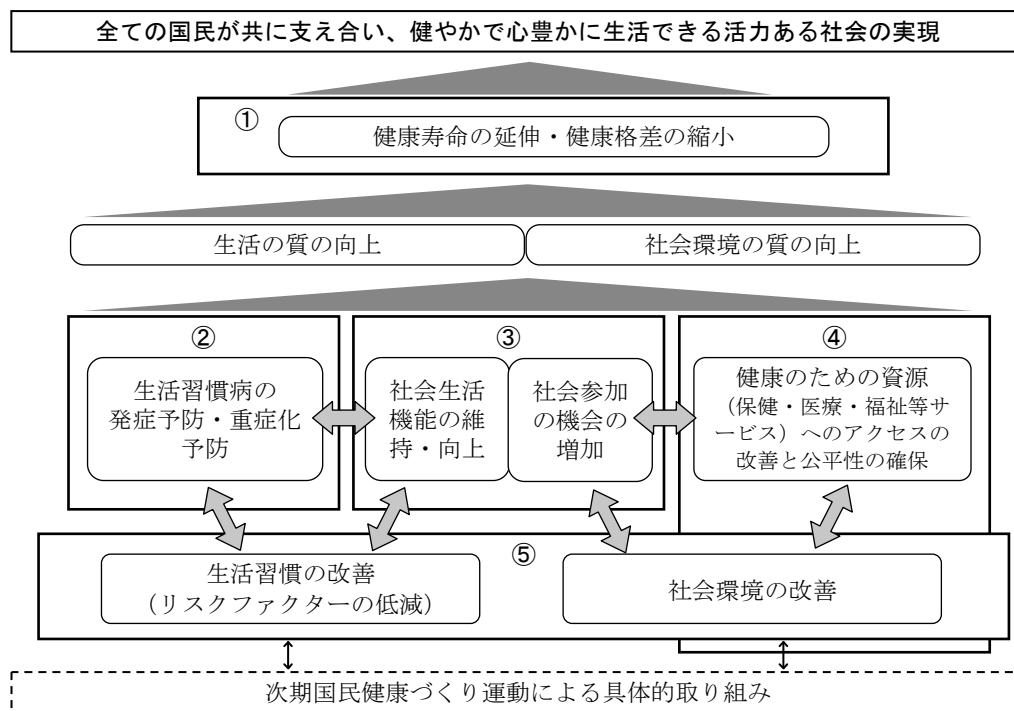 全ての国民が共に支え合い、健やかで心豊かに生活できる活力ある社会の実現
①
健康寿命の延伸・健康格差の縮小
生活の質の向上
社会環境の質の向上
②
生活習慣病の
発症予防・重症化
予防
③
社会生活
機能の維
持・向上
社会参加
の機会の
増加
④
健康のための資源
（保健・医療・福祉等サ
ービス）へのアクセスの
改善と公平性の確保
⑤
生活習慣の改善
（リスクファクターの低減）
社会環境の改善
次期国民健康づくり運動による具体的取り組み